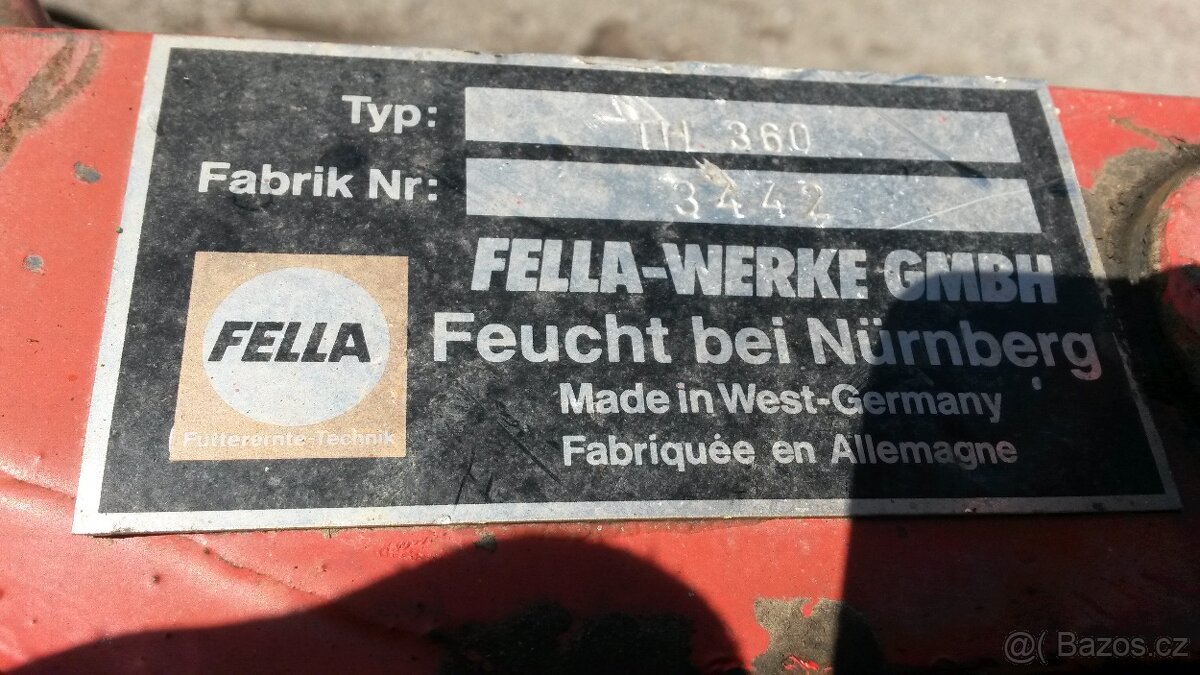 Typ: TH 360
Fabrik Nr: 3442
FELLA-WERKE GMBH
Feucht bei Nürnberg
Made in West-Germany
Fabriquée en Allemagne
FELLA
Futterernte-Technik
@( Bazos.cz